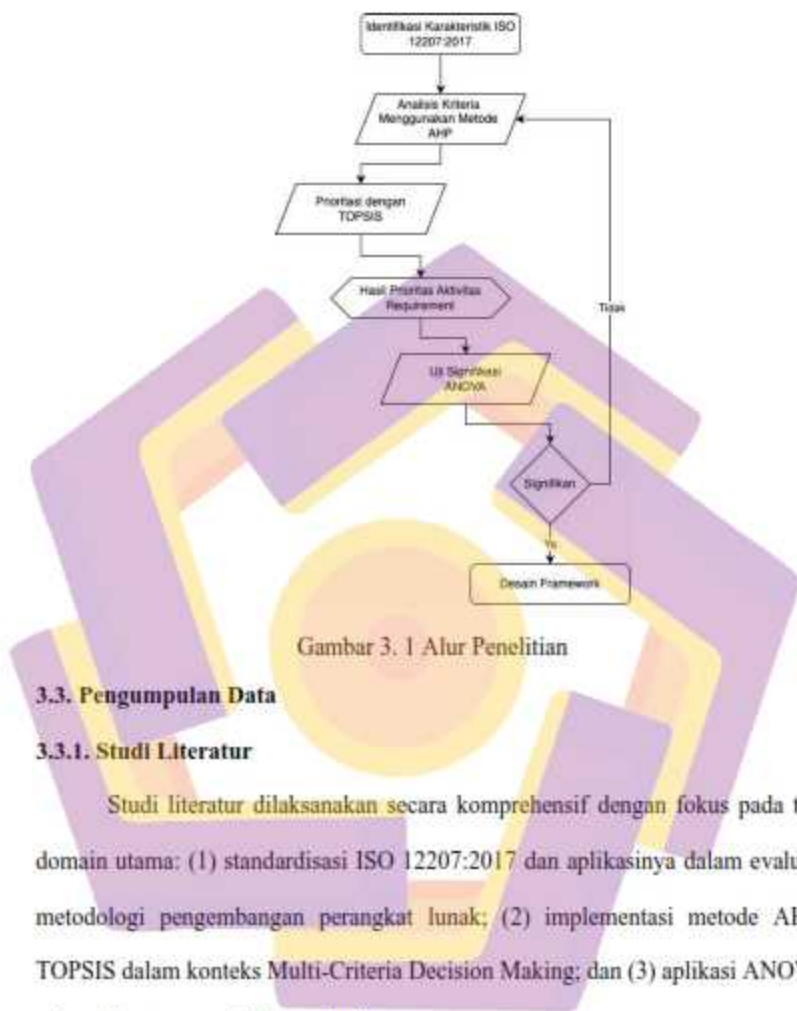 Identifikasi Karakteristik ISO
12207:2017
Analisis Kriteria
Menggunakan Metode
AHP
Prioritasi dengan
TOPSIS
Hasil Prioritas Aktivitas
Requirement
Tidak
Uji Signifikasi
ANOVA
Signifikan
Ya
Desain Framework
Gambar 3. 1 Alur Penelitian
3.3. Pengumpulan Data
3.3.1. Studi Literatur
Studi literatur dilaksanakan secara komprehensif dengan fokus pada
domain utama: (1) standardisasi ISO 12207:2017 dan aplikasinya dalam
metodologi pengembangan perangkat lunak; (2) implementasi metode
TOPSIS dalam konteks Multi-Criteria Decision Making; dan (3) aplikasi